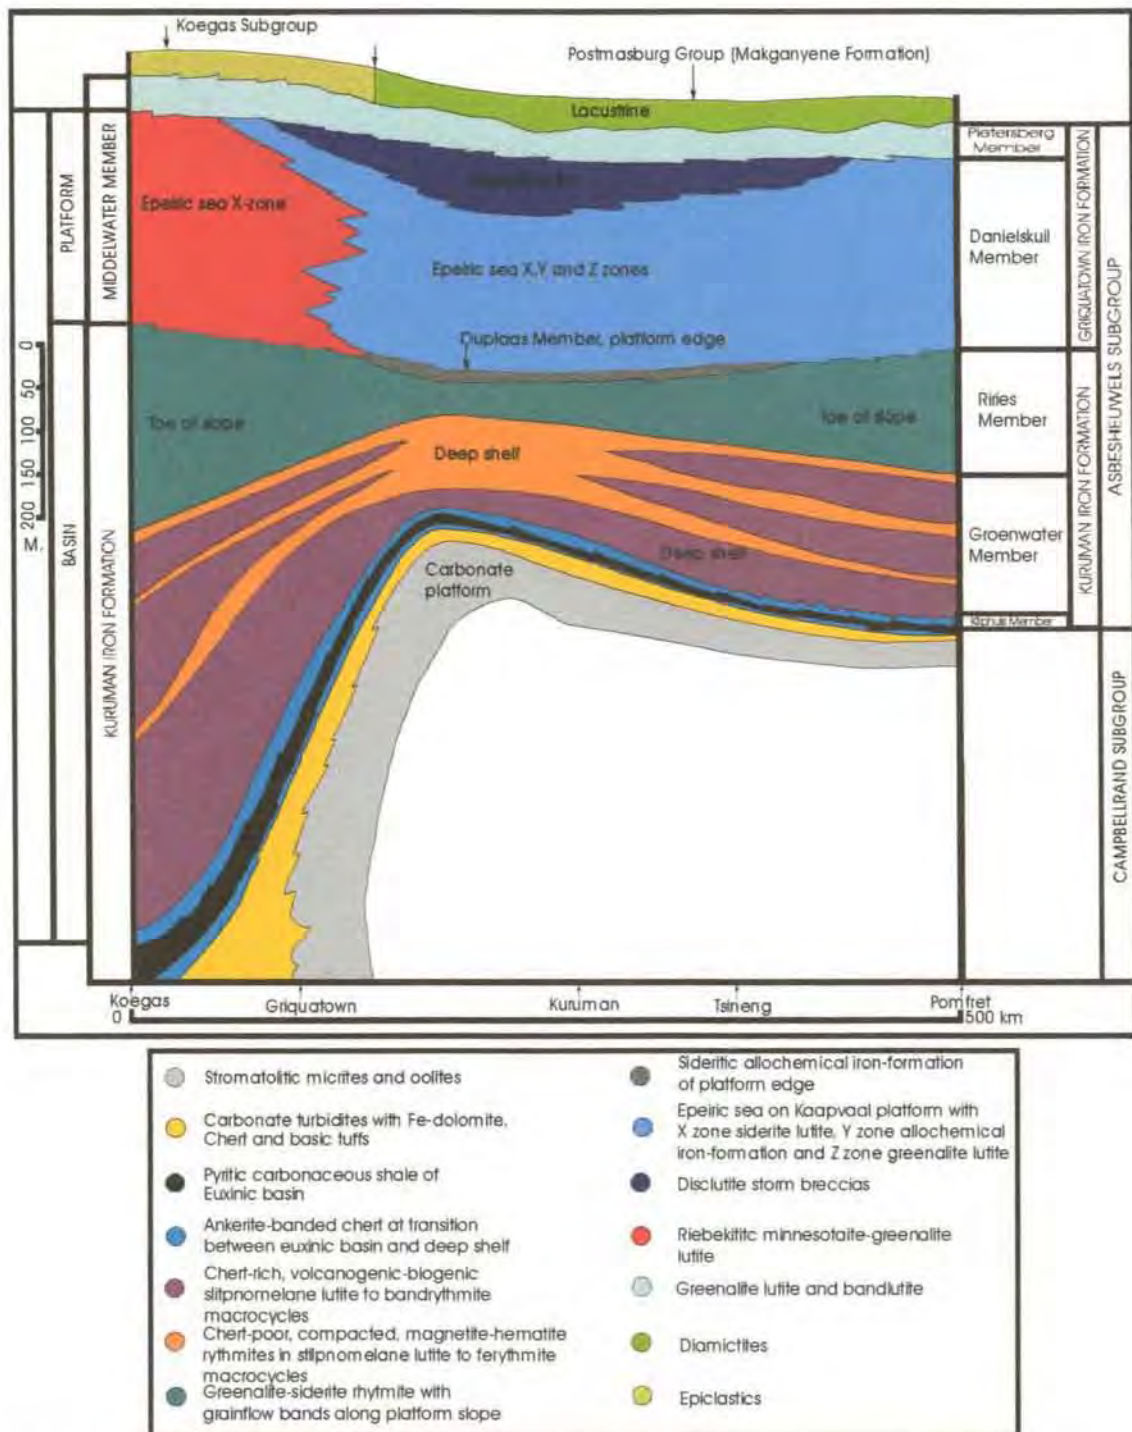 Koegas Subgroup
Postmasburg Group (Makganyene Formation)
Lacustrine
Pietersberg
Member
PLATFORM
MIDDELWATER MEMBER
Epeiric sea X-zone
Epeiric sea X,Y and Z zones
Danielskuil
Member
GRIQUATOWN IRON FORMATION
ASBESHEUWELS SUBGROUP
Duplaas Member, platform edge
0
50
100
150
200
M.
Toe of slope
Toe of slope
Riries
Member
Deep shelf
BASIN
KURUMAN IRON FORMATION
Groenwater
Member
KURUMAN IRON FORMATION
Deep shelf
Carbonate
platform
Member
CAMPBELLRAND SUBGROUP
Koegas
Griquatown
Kuruman
Tsineng
Pomfret
0
500 km
Stromatolitic micrites and oolites
Carbonate turbidites with Fe-dolomite,
Chert and basic tuffs
Pyritic carbonaceous shale of
Euxinic basin
Ankerite-banded chert at transition
between euxinic basin and deep shelf
Chert-rich, volcanogenic-biogenic
slitpnomelane lutite to bandrythmite
macrocycles
Chert-poor, compacted, magnetite-hematite
rythmites in stilpnomelane lutite to ferythmite
macrocycles
Greenalite-siderite rhytmite with
grainflow bands along platform slope
Sideritic allochemical iron-formation
of platform edge
Epeiric sea on Kaapvaal platform with
X zone siderite lutite, Y zone allochemical
iron-formation and Z zone greenalite lutite
Disclutite storm breccias
Riebekititc minnesotaite-greenalite
lutite
Greenalite lutite and bandlutite
Diamictites
Epiclastics